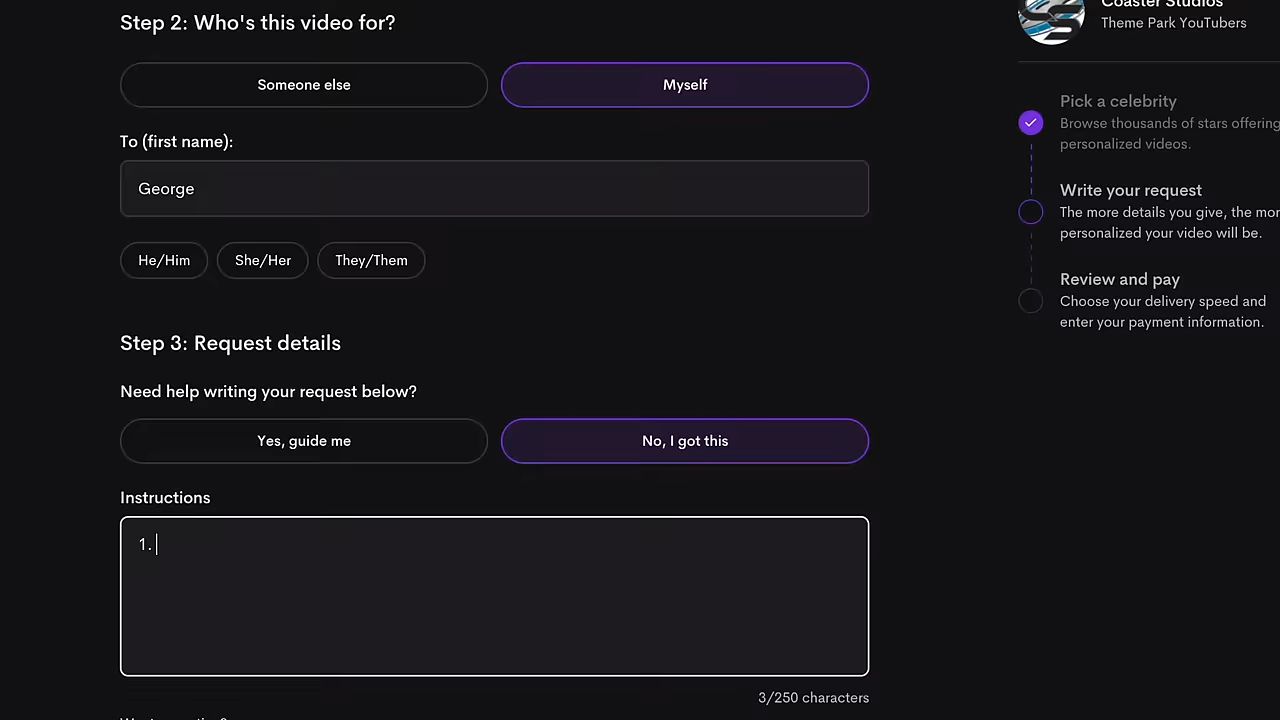 Step 2: Who's this video for?
Someone else
Myself
To (first name):
George
He/Him
She/Her
They/Them
Step 3: Request details
Need help writing your request below?
Yes, guide me
No, I got this
Instructions
1.
3/250 characters
Coaster Studios
Theme Park YouTubers
Pick a celebrity
Browse thousands of stars offering
personalized videos.
Write your request
The more details you give, the mor
personalized your video will be.
Review and pay
Choose your delivery speed and
enter your payment information.